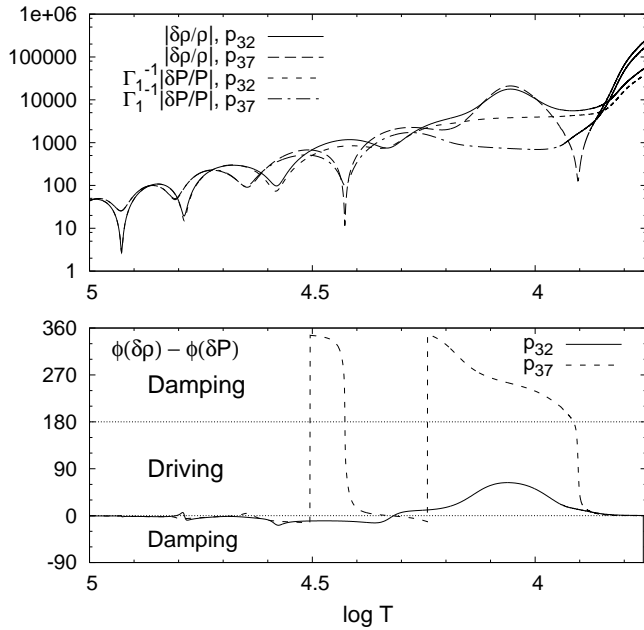 1e+06
100000
10000
1000
100
10
1
|δρ/ρ|, p32
|δρ/ρ|, p37
Γ1^-1|δP/P|, p32
Γ1^-1|δP/P|, p37
5
4.5
4
360
270
180
90
0
-90
ϕ(δρ) − ϕ(δP)
p32
p37
Damping
Driving
Damping
5
4.5
4
log T